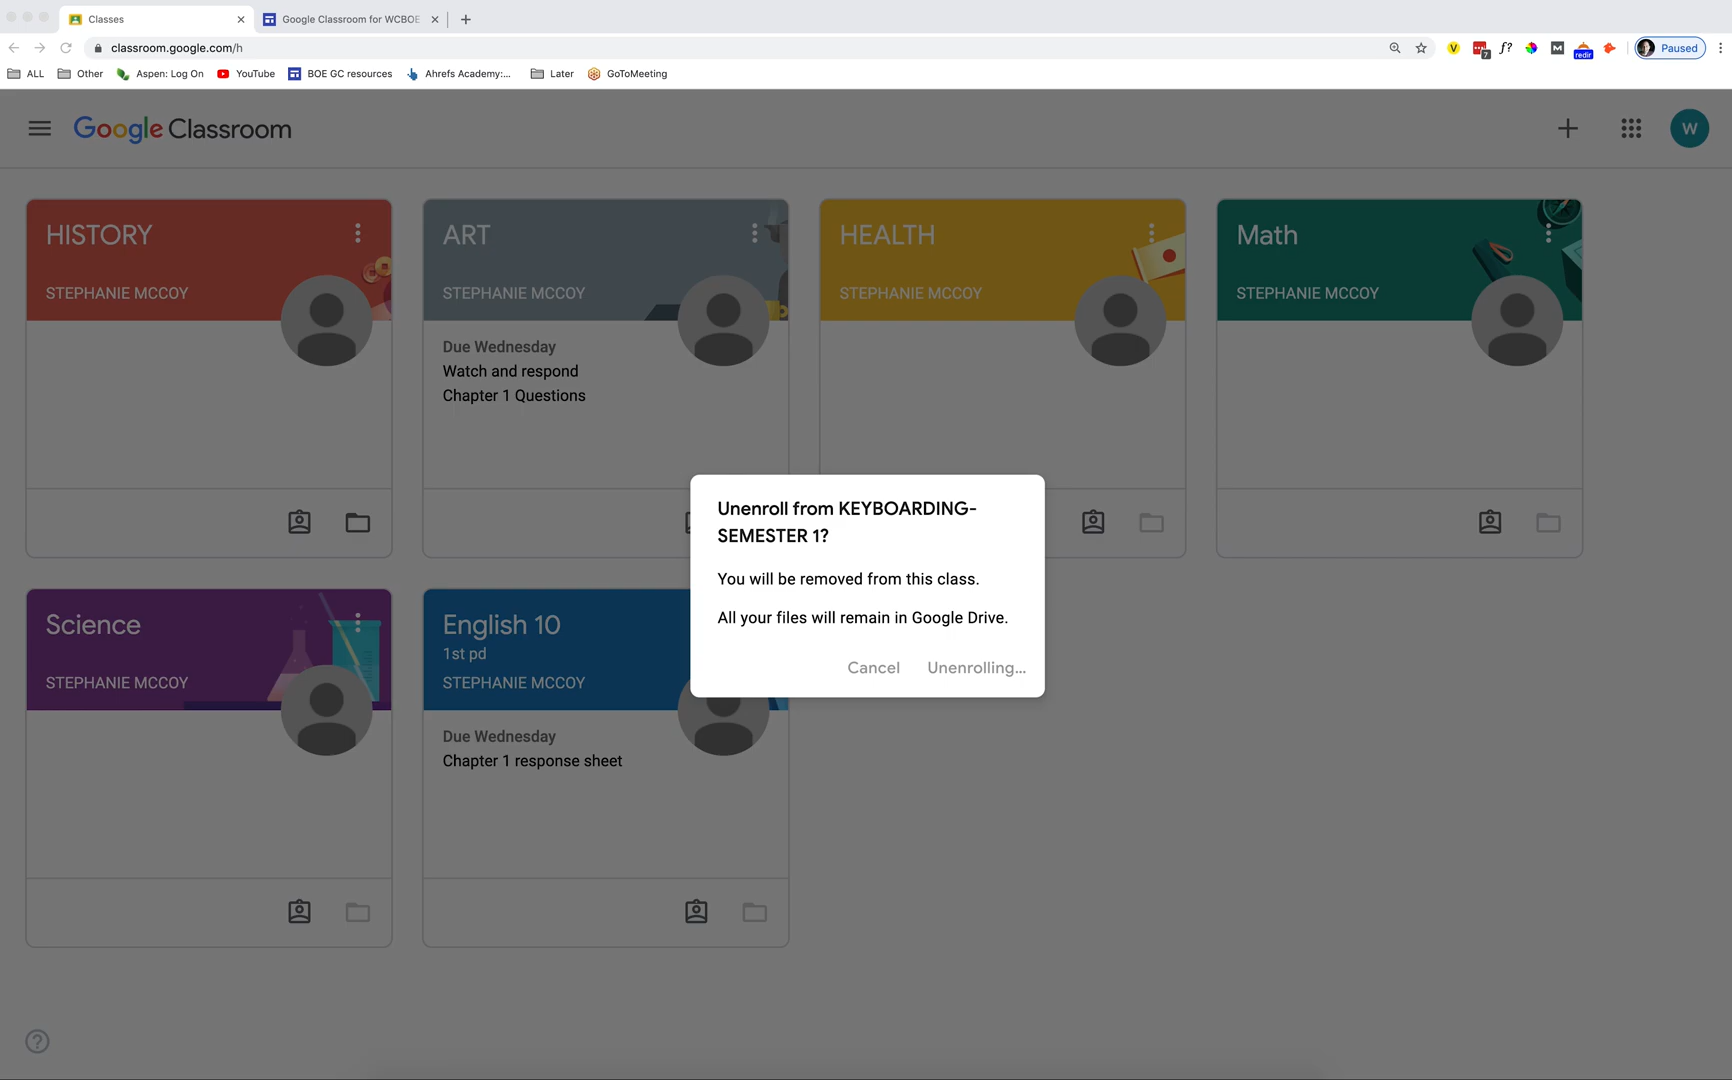 Classes
Google Classroom for WCBOE
classroom.google.com/h
V
7
f?
M
redir
Paused
ALL
Other
Aspen: Log On
YouTube
BOE GC resources
Ahrefs Academy:...
Later
GoToMeeting
Google Classroom
W
HISTORY
STEPHANIE MCCOY
ART
STEPHANIE MCCOY
Due Wednesday
Watch and respond
Chapter 1 Questions
HEALTH
STEPHANIE MCCOY
Math
STEPHANIE MCCOY
Unenroll from KEYBOARDING-
SEMESTER 1?
You will be removed from this class.
All your files will remain in Google Drive.
Cancel
Unenrolling...
Science
STEPHANIE MCCOY
English 10
1st pd
STEPHANIE MCCOY
Due Wednesday
Chapter 1 response sheet
?